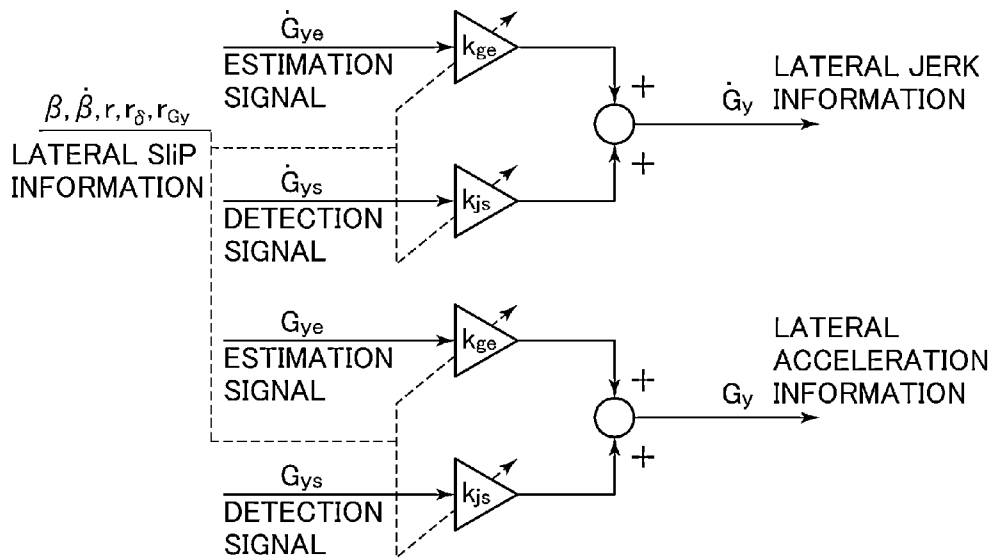 Ġye
ESTIMATION
SIGNAL
kge
β, β̇, r, rδ, rGy
LATERAL SliP
INFORMATION
Ġys
DETECTION
SIGNAL
kjs
+
+
Ġy
LATERAL JERK
INFORMATION
Gye
ESTIMATION
SIGNAL
kge
Gys
DETECTION
SIGNAL
kjs
+
+
Gy
LATERAL
ACCELERATION
INFORMATION